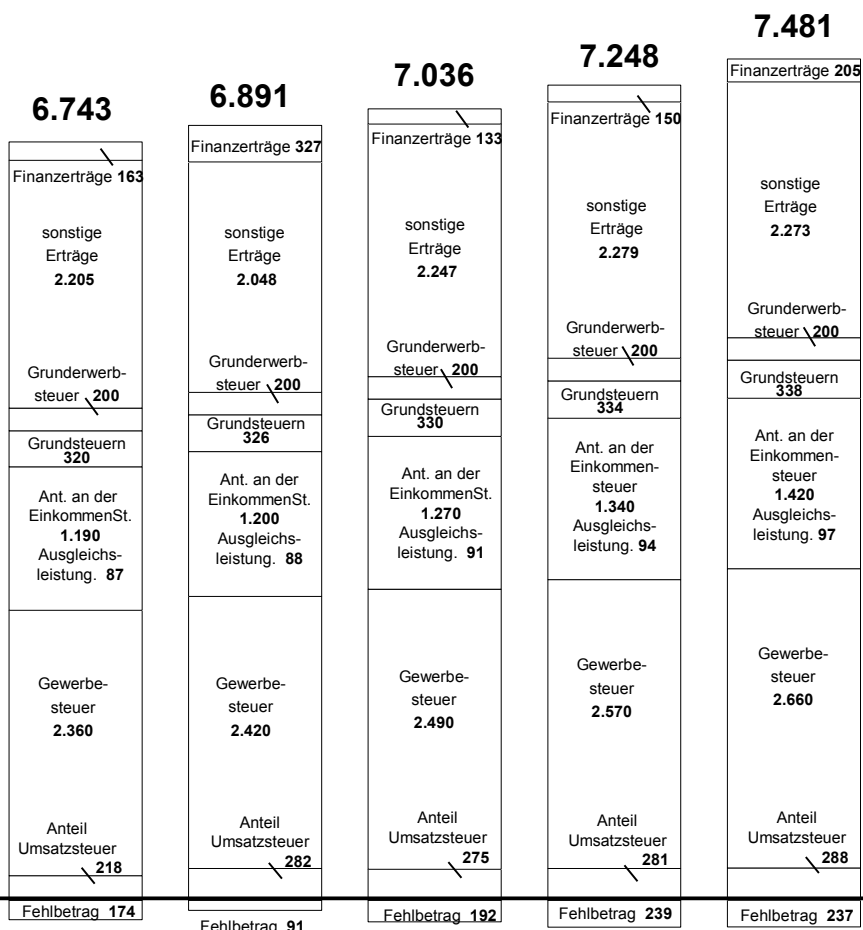 6.743
Finanzerträge 163
sonstige
Erträge
2.205
Grunderwerb-
steuer 200
Grundsteuern
320
Ant. an der
EinkommenSt.
1.190
Ausgleichs-
leistung. 87
Gewerbe-
steuer
2.360
Anteil
Umsatzsteuer
218
Fehlbetrag 174
6.891
Finanzerträge 327
sonstige
Erträge
2.048
Grunderwerb-
steuer 200
Grundsteuern
326
Ant. an der
EinkommenSt.
1.200
Ausgleichs-
leistung. 88
Gewerbe-
steuer
2.420
Anteil
Umsatzsteuer
282
Fehlbetrag 91
7.036
Finanzerträge 133
sonstige
Erträge
2.247
Grunderwerb-
steuer 200
Grundsteuern
330
Ant. an der
EinkommenSt.
1.270
Ausgleichs-
leistung. 91
Gewerbe-
steuer
2.490
Anteil
Umsatzsteuer
275
Fehlbetrag 192
7.248
Finanzerträge 150
sonstige
Erträge
2.279
Grunderwerb-
steuer 200
Grundsteuern
334
Ant. an der
Einkommen-
steuer
1.340
Ausgleichs-
leistung. 94
Gewerbe-
steuer
2.570
Anteil
Umsatzsteuer
281
Fehlbetrag 239
7.481
Finanzerträge 205
sonstige
Erträge
2.273
Grunderwerb-
steuer 200
Grundsteuern
338
Ant. an der
Einkommen-
steuer
1.420
Ausgleichs-
leistung. 97
Gewerbe-
steuer
2.660
Anteil
Umsatzsteuer
288
Fehlbetrag 237